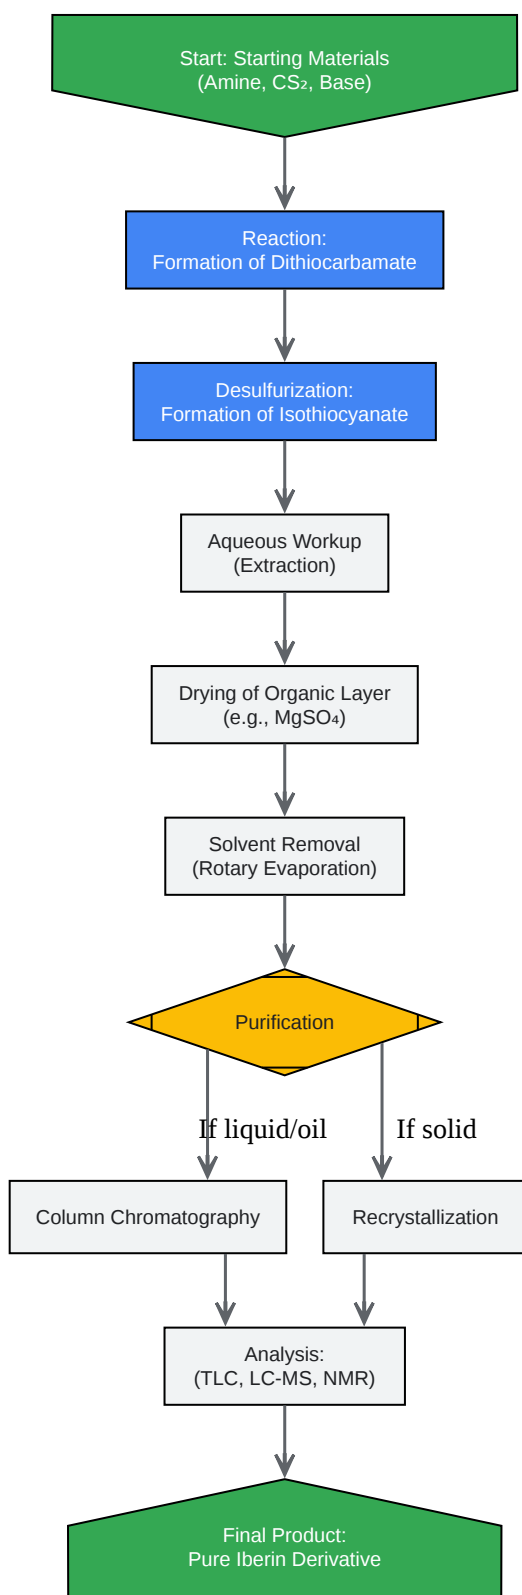 Start: Starting Materials
(Amine, CS₂, Base)
Reaction:
Formation of Dithiocarbamate
Desulfurization:
Formation of Isothiocyanate
Aqueous Workup
(Extraction)
Drying of Organic Layer
(e.g., MgSO₄)
Solvent Removal
(Rotary Evaporation)
Purification
If liquid/oil
If solid
Column Chromatography
Recrystallization
Analysis:
(TLC, LC-MS, NMR)
Final Product:
Pure Iberin Derivative